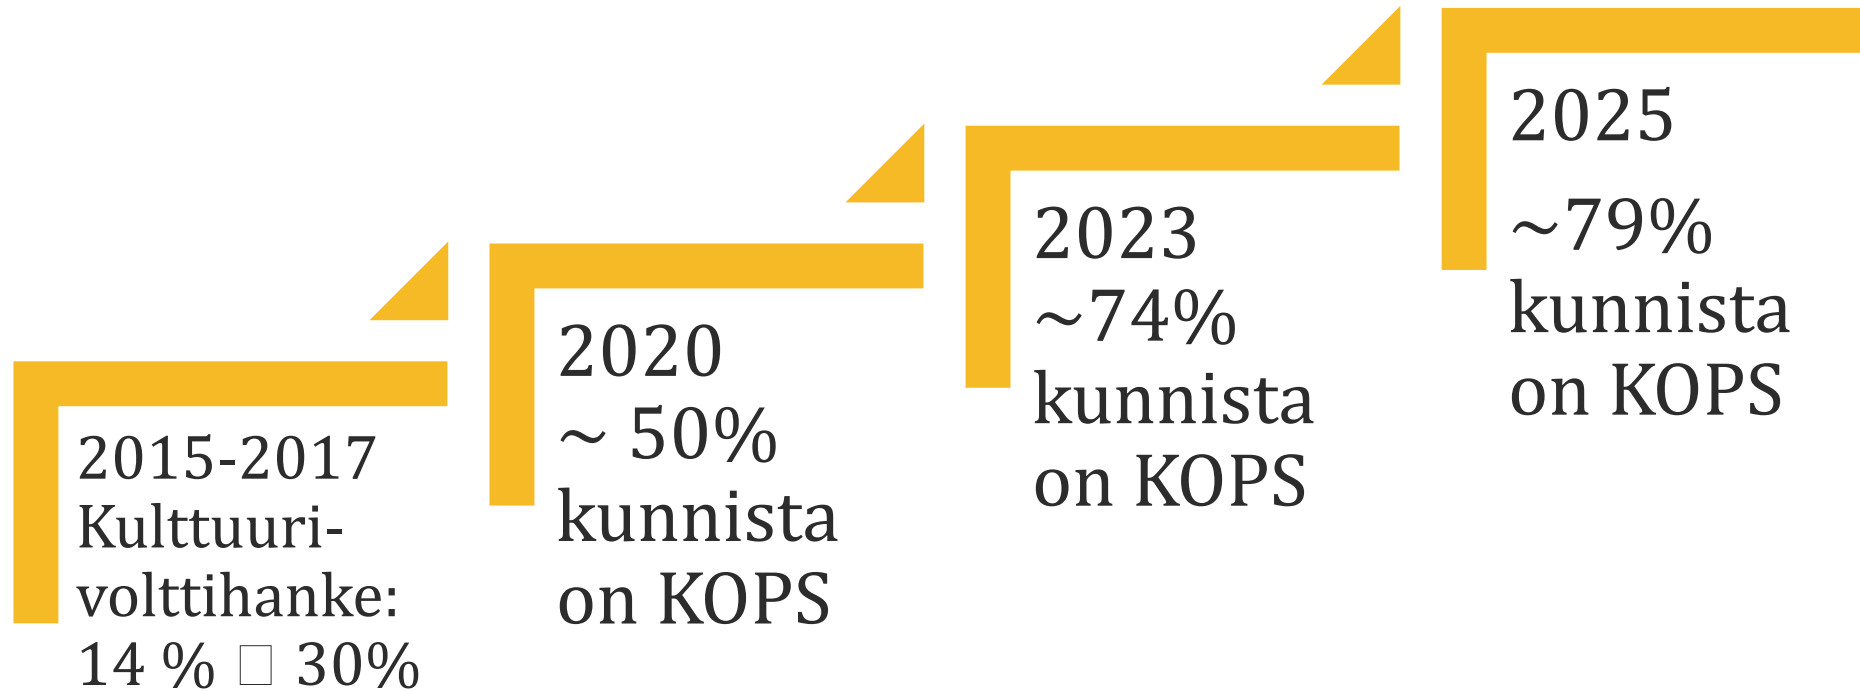 2015-2017
Kulttuuri-
volttihanke:
14 % □ 30%
2020
~ 50%
kunnista
on KOPS
2023
~74%
kunnista
on KOPS
2025
~79%
kunnista
on KOPS